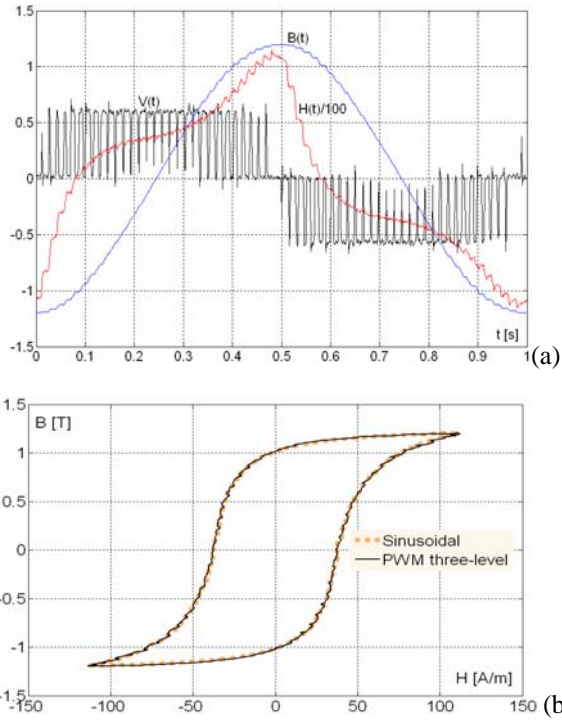 1.5
B(t)
1
V(t)
H(t)/100
0.5
0
-0.5
-1
t [s]
-1.5
0 0.1 0.2 0.3 0.4 0.5 0.6 0.7 0.8 0.9 1
(a)
1.5
B [T]
1
0.5
Sinusoidal
0
PWM three-level
-0.5
-1
H [A/m]
-1.5
-150 -100 -50 0 50 100 150
(b